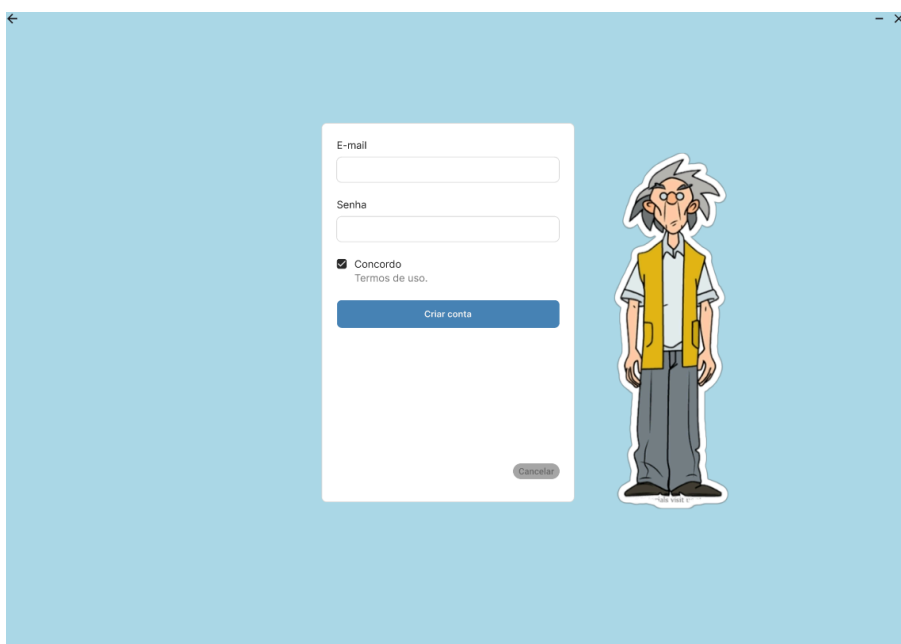 E-mail
Senha
Concordo
Termos de uso.
Criar conta
Cancelar